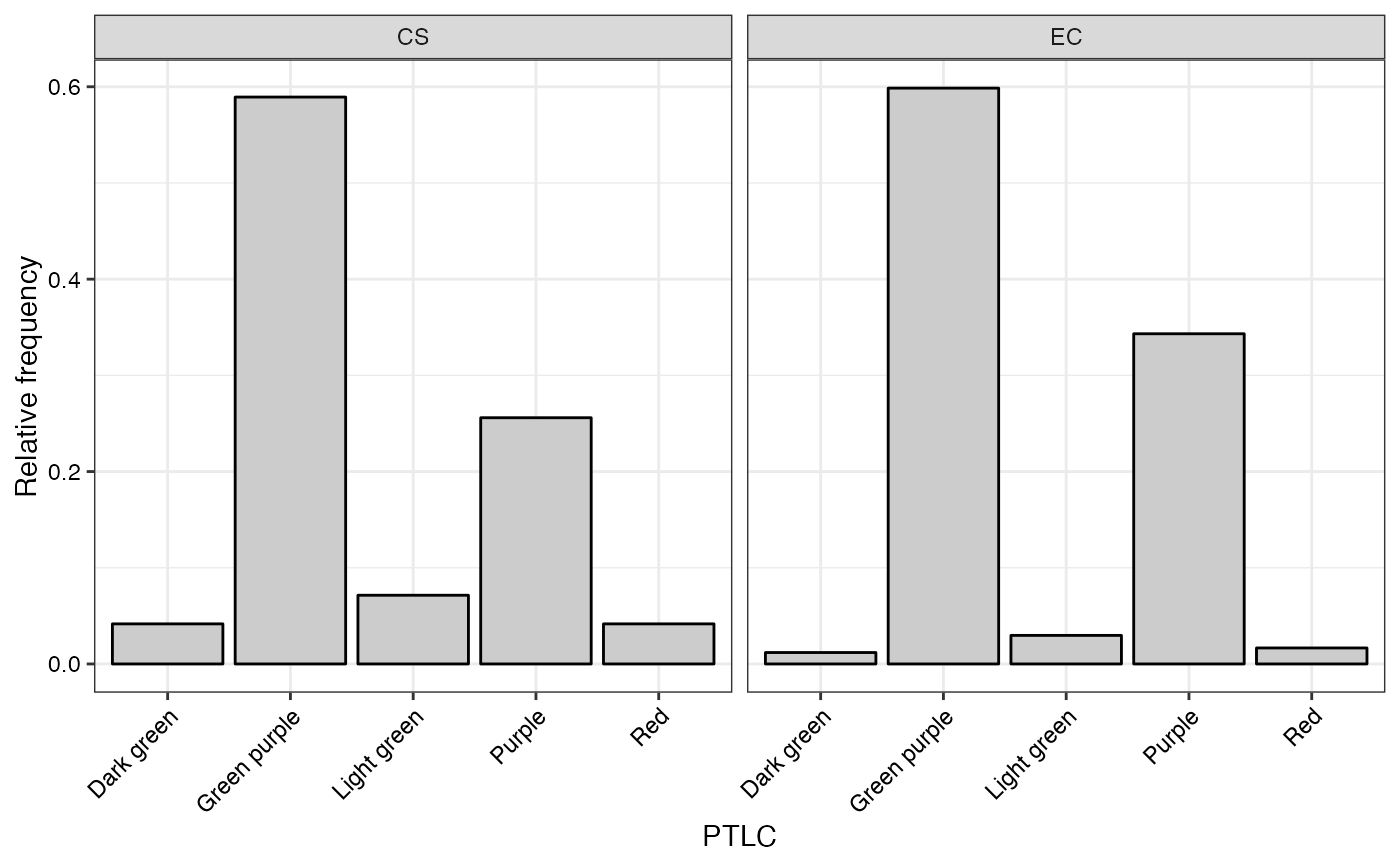 CS
EC
Relative frequency
0.6
0.4
0.2
0.0
Dark green
Green purple
Light green
Purple
Red
Dark green
Green purple
Light green
Purple
Red
PTLC